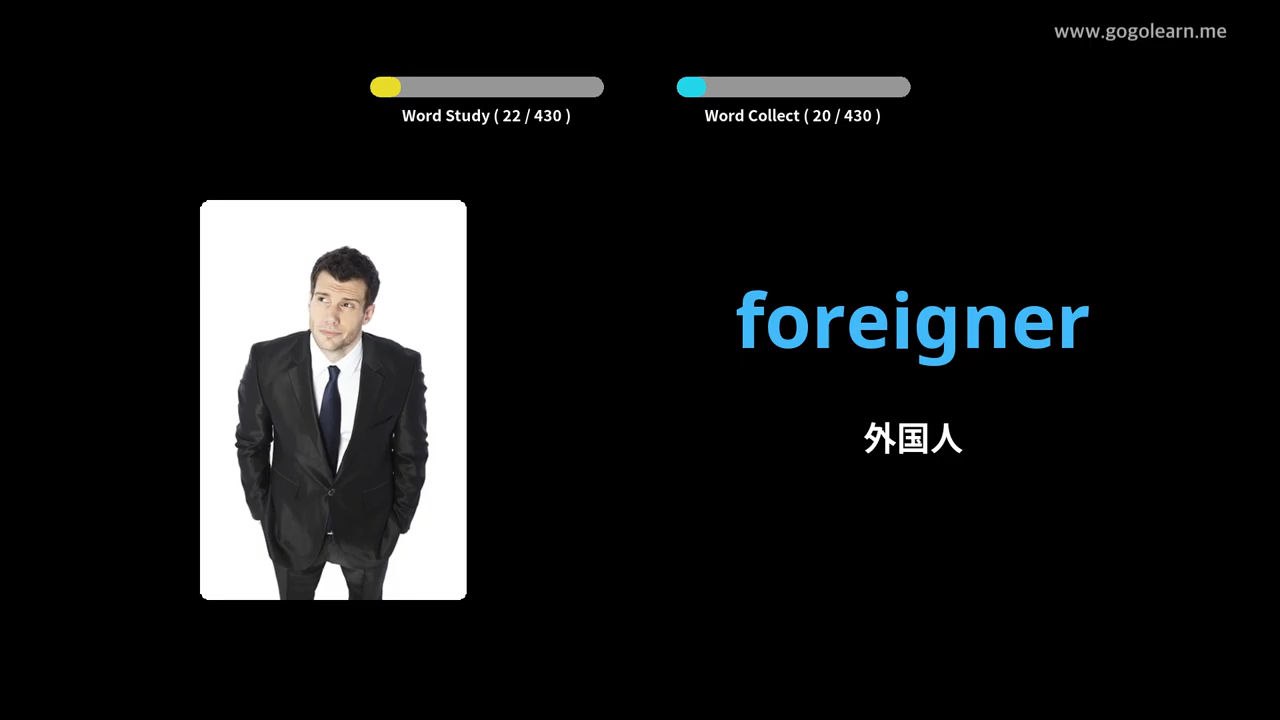 www.gogolearn.me
Word Study ( 22 / 430 )
Word Collect ( 20 / 430 )
foreigner
外国人